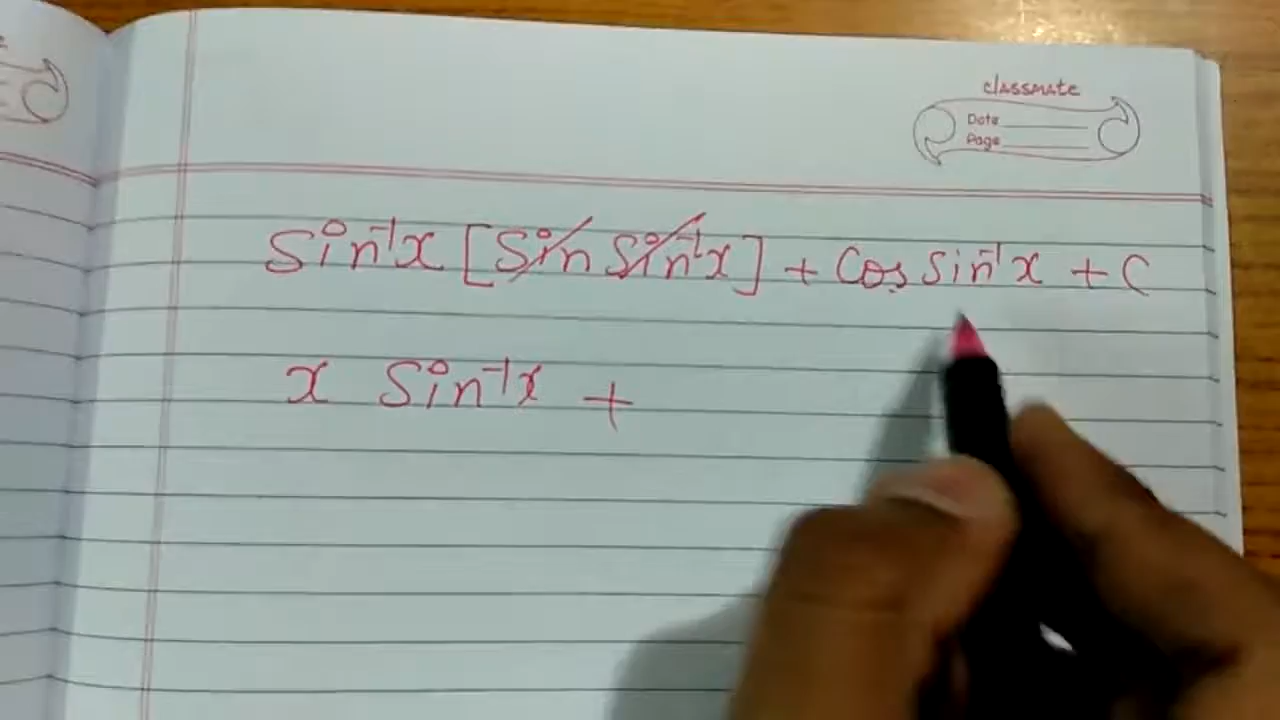 classmate
Date
Page
Sin⁻¹x [Sin Sin⁻¹x] + Cos Sin⁻¹x + C
x Sin⁻¹x +